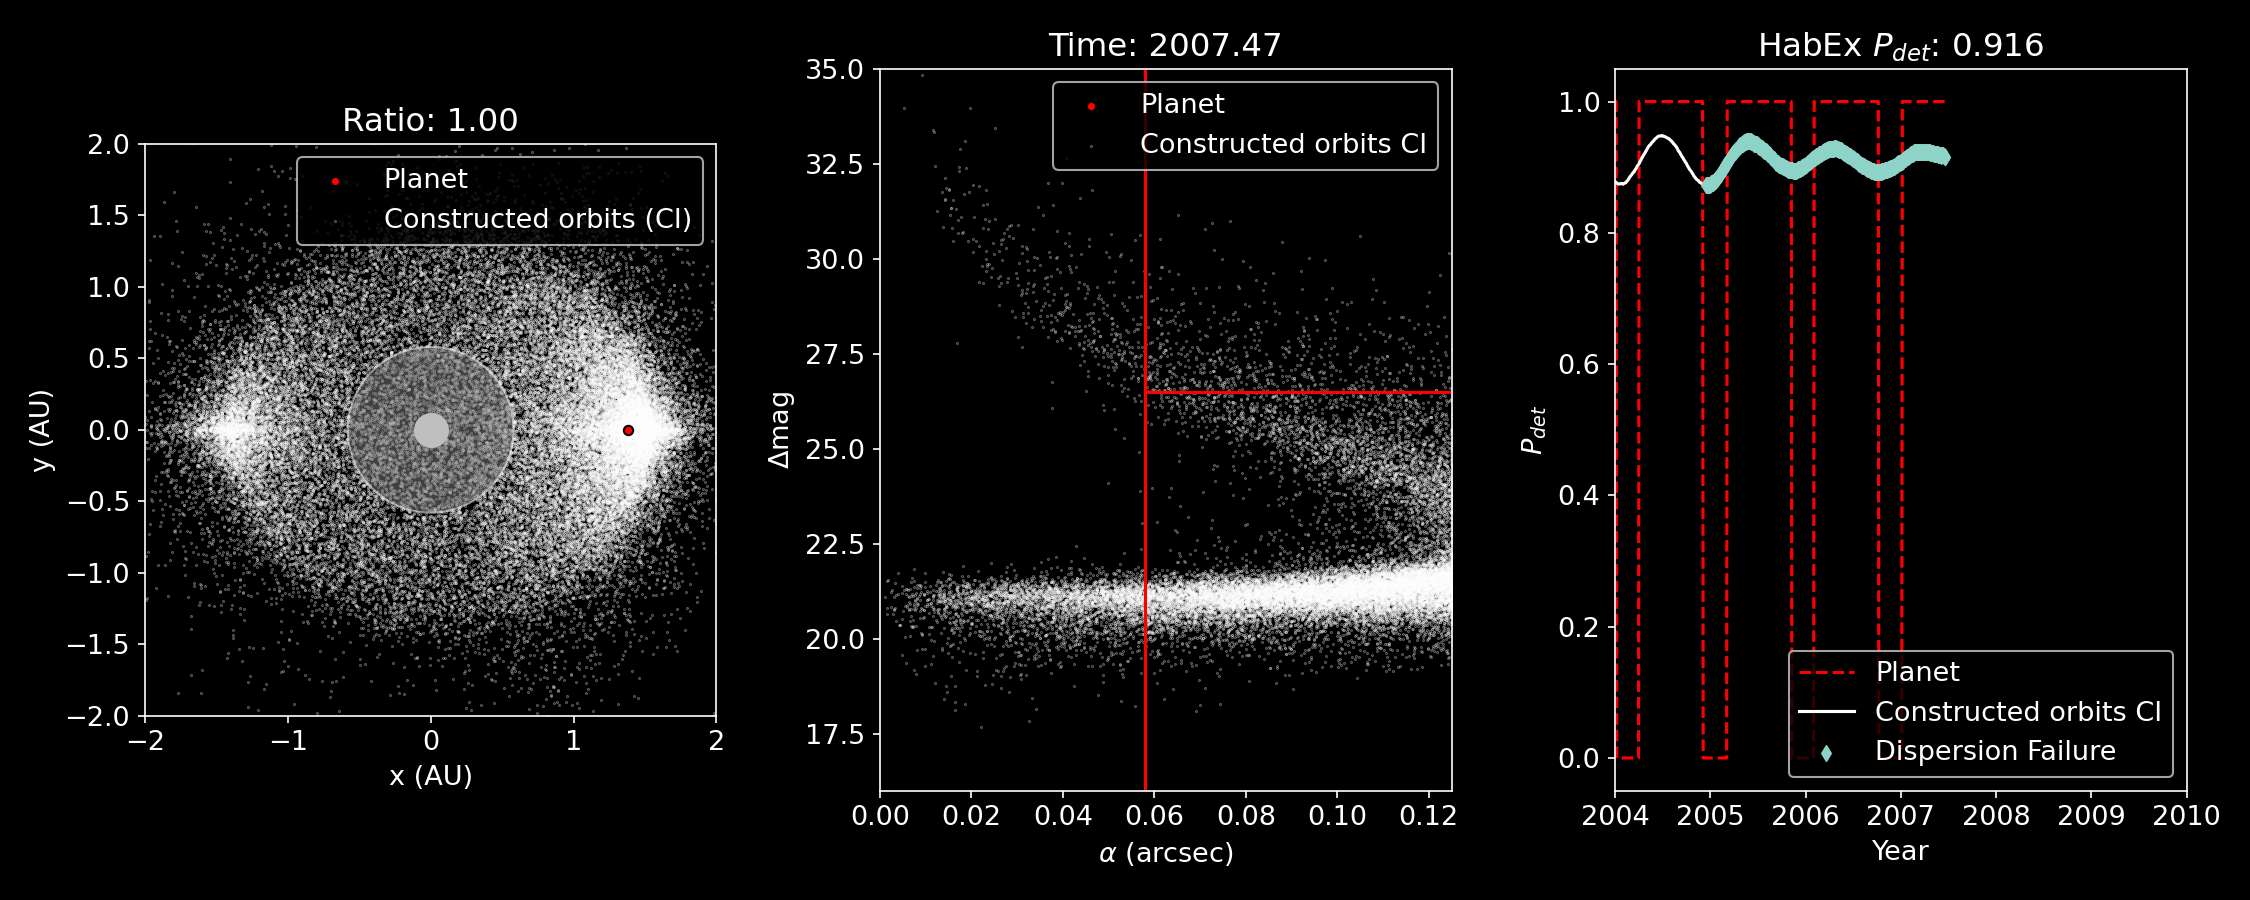 Ratio: 1.00
Planet
Constructed orbits (CI)
2.0
1.5
1.0
0.5
0.0
−0.5
−1.0
−1.5
−2.0
−2 −1 0 1 2
x (AU)
y (AU)
Time: 2007.47
Planet
Constructed orbits CI
35.0
32.5
30.0
27.5
25.0
22.5
20.0
17.5
0.00 0.02 0.04 0.06 0.08 0.10 0.12
α (arcsec)
Δmag
HabEx P_det: 0.916
1.0
0.8
0.6
0.4
0.2
0.0
Planet
Constructed orbits CI
Dispersion Failure
2004 2005 2006 2007 2008 2009 2010
Year
P_det